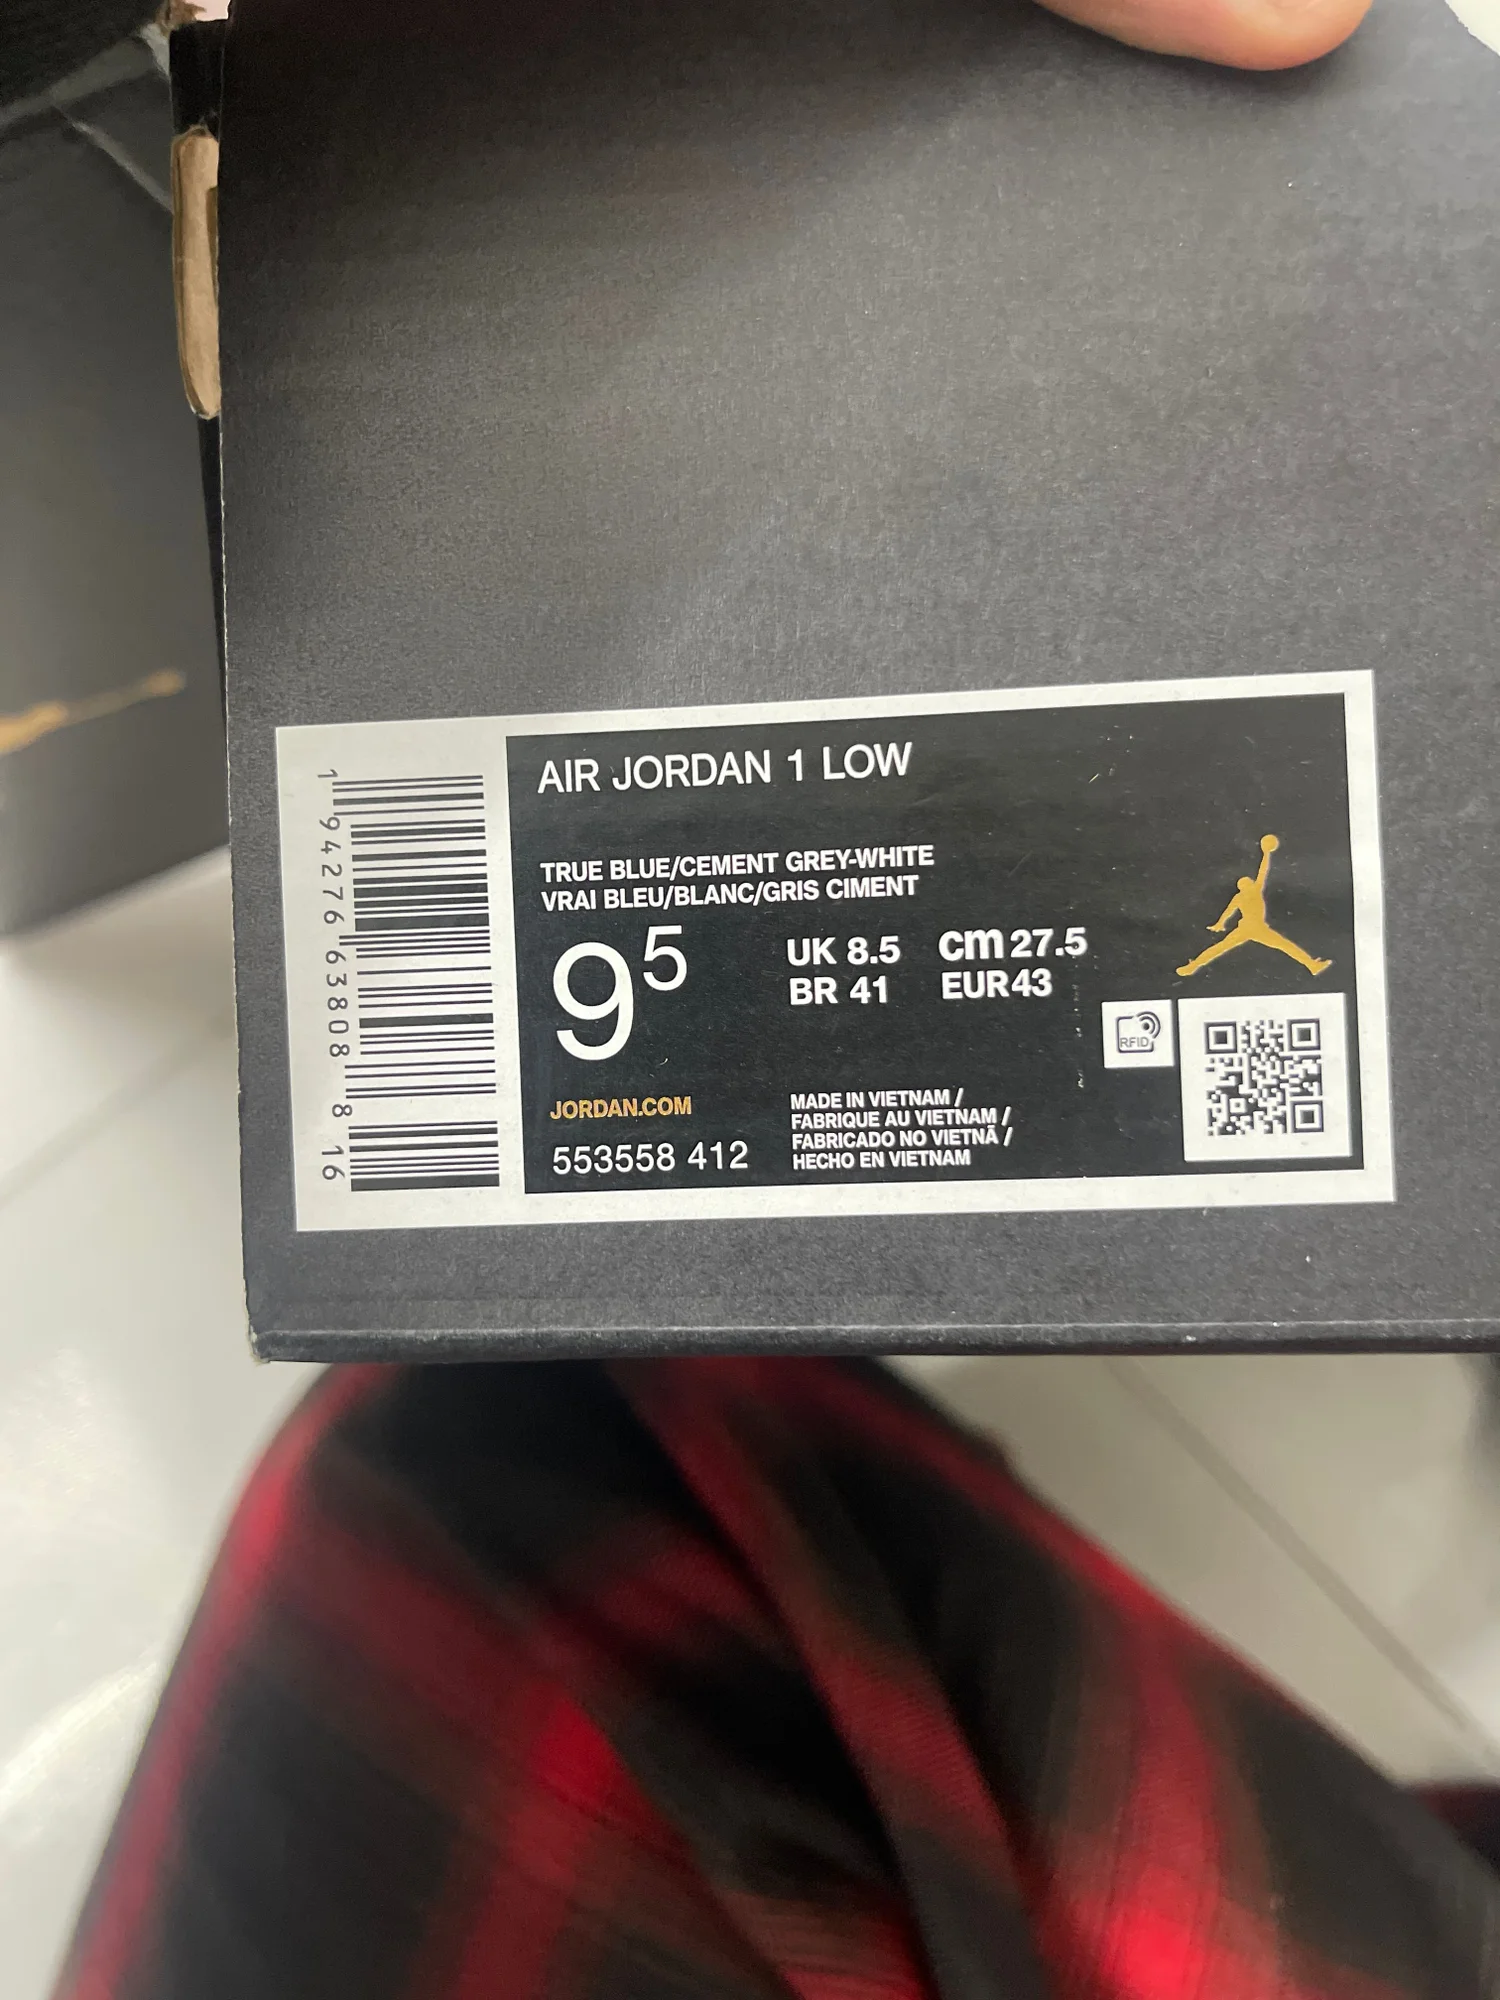 AIR JORDAN 1 LOW
TRUE BLUE/CEMENT GREY-WHITE
VRAI BLEU/BLANC/GRIS CIMENT
9 5
UK 8.5 cm 27.5
BR 41 EUR 43
RFID
JORDAN.COM
553558 412
MADE IN VIETNAM /
FABRIQUE AU VIETNAM /
FABRICADO NO VIETNÃ /
HECHO EN VIETNAM
1 94276 63808 8 16